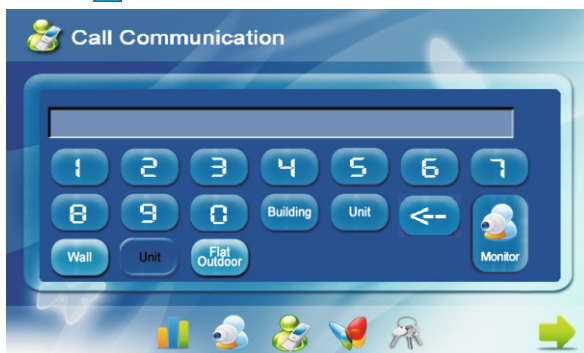 Call Communication
1 2 3 4 5 6 7
8 9 0 Building Unit <--
Wall Unit Flat Outdoor Monitor